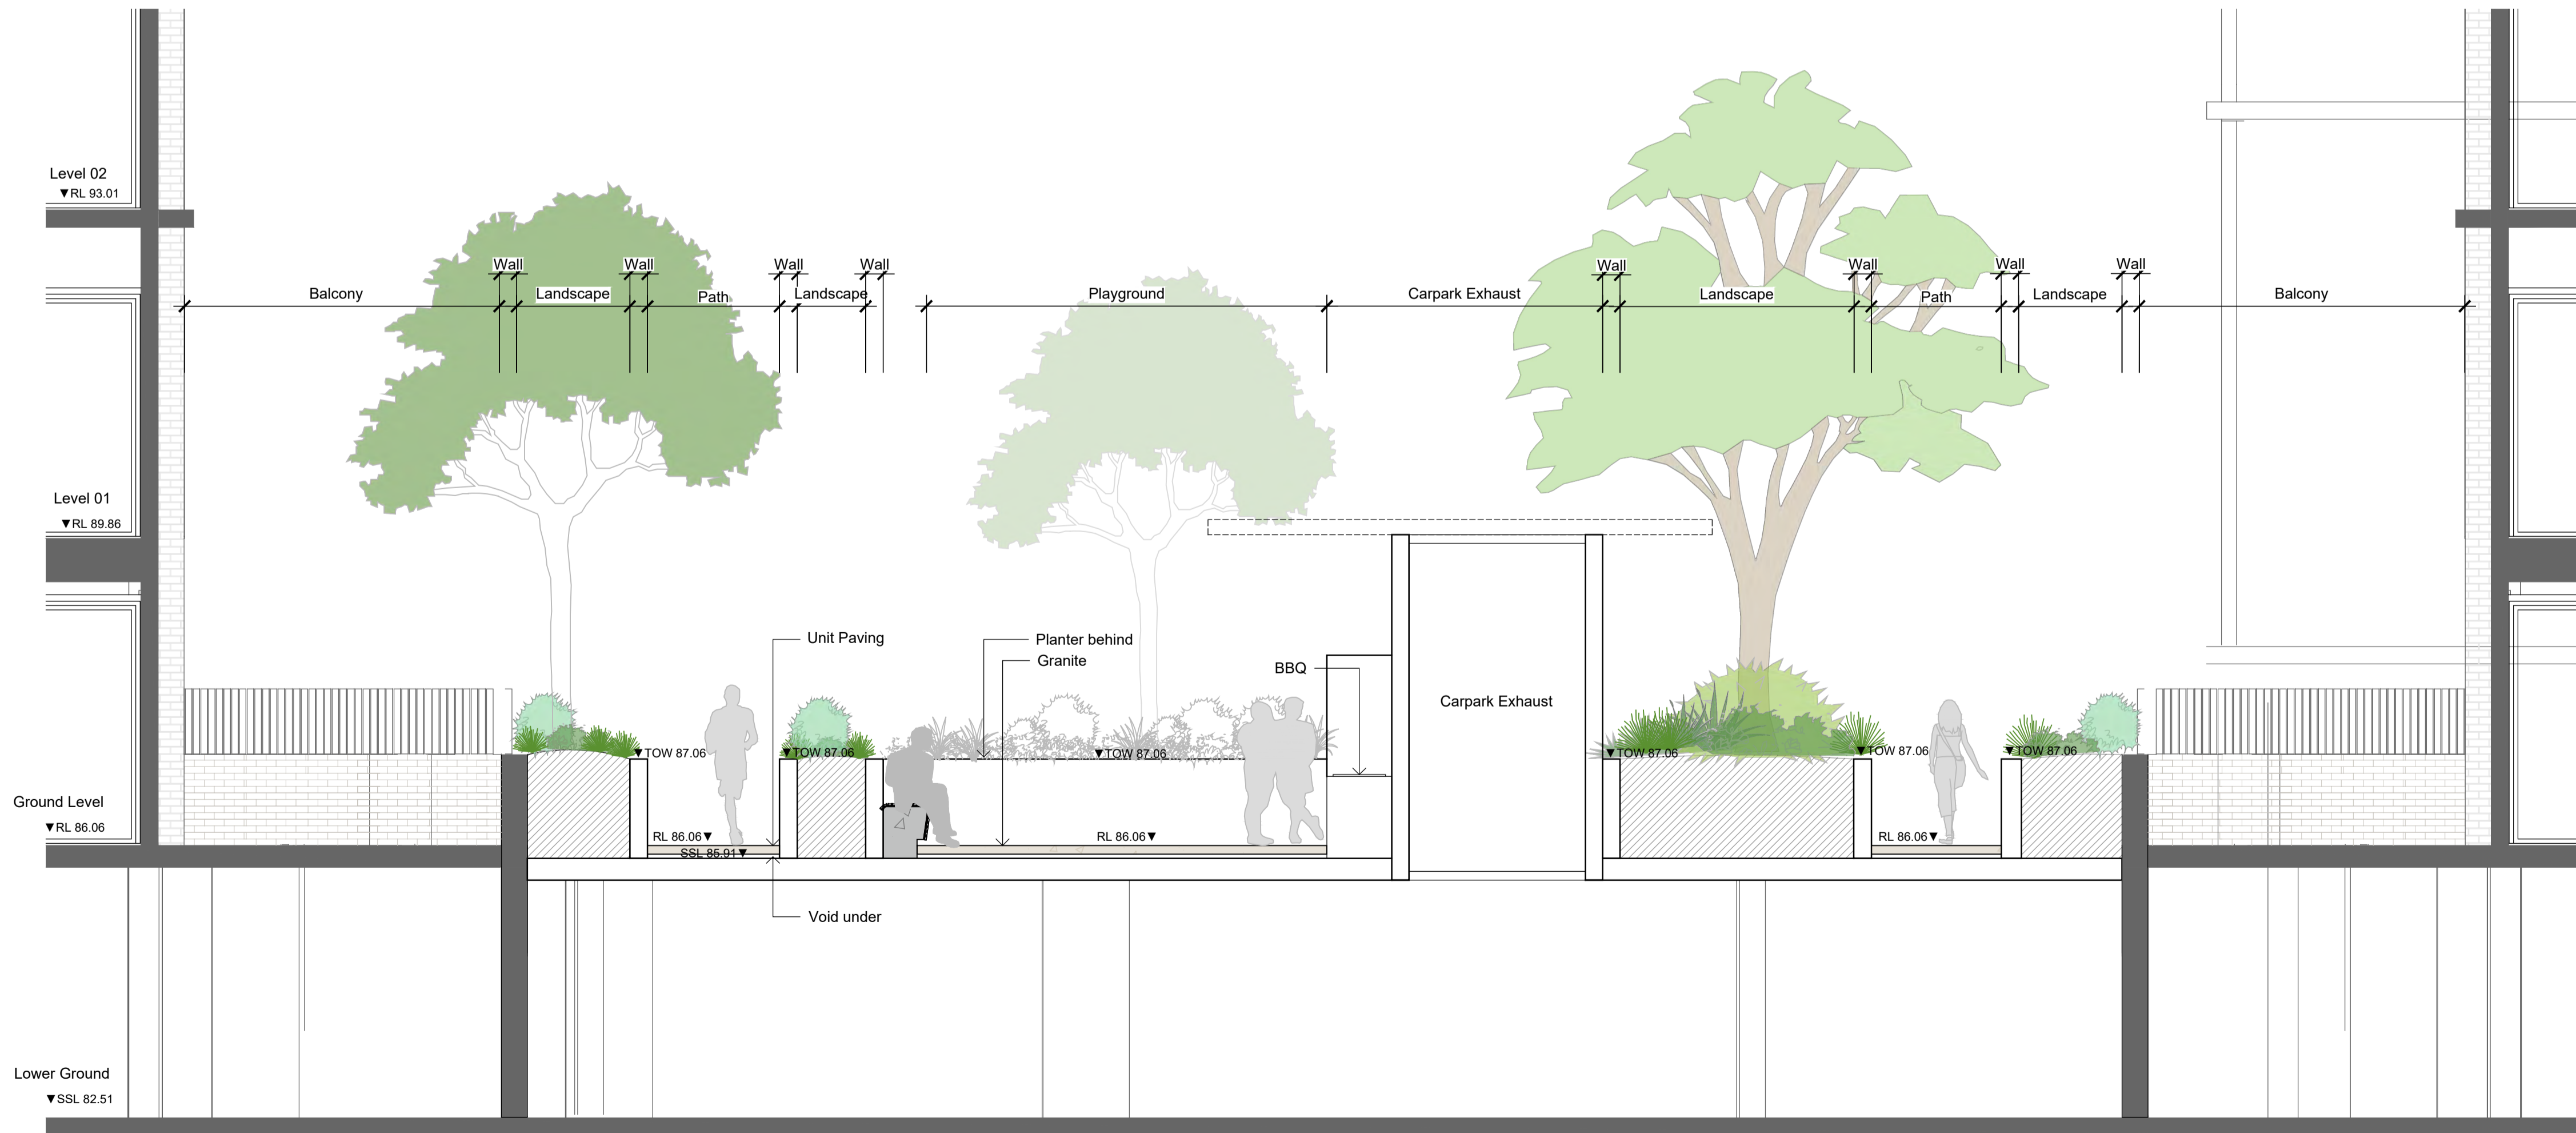 Level 02
▼RL 93.01
Wall
Wall
Wall
Wall
Wall
Wall
Wall
Wall
Balcony
Landscape
Path
Landscape
Playground
Carpark Exhaust
Landscape
Path
Landscape
Balcony
Level 01
▼RL 89.86
Unit Paving
Planter behind
Granite
BBQ
Carpark Exhaust
▼TOW 87.06
▼TOW 87.06
▼TOW 87.06
▼TOW 87.06
▼TOW 87.06
▼TOW 87.06
Ground Level
▼RL 86.06
RL 86.06▼
SSL 85.91▼
RL 86.06▼
RL 86.06▼
Void under
Lower Ground
▼SSL 82.51